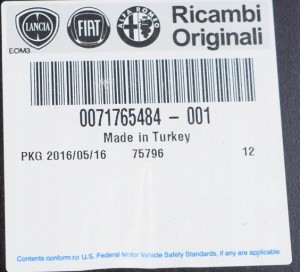 LANCIA FIAT ALFA ROMEO Ricambi
EOM3 Originali
0071765484 - 001
Made in Turkey
PKG 2016/05/16 75796 12
Contents conform to U.S. Federal Motor Vehicle Safety Standards, if any are applicable.